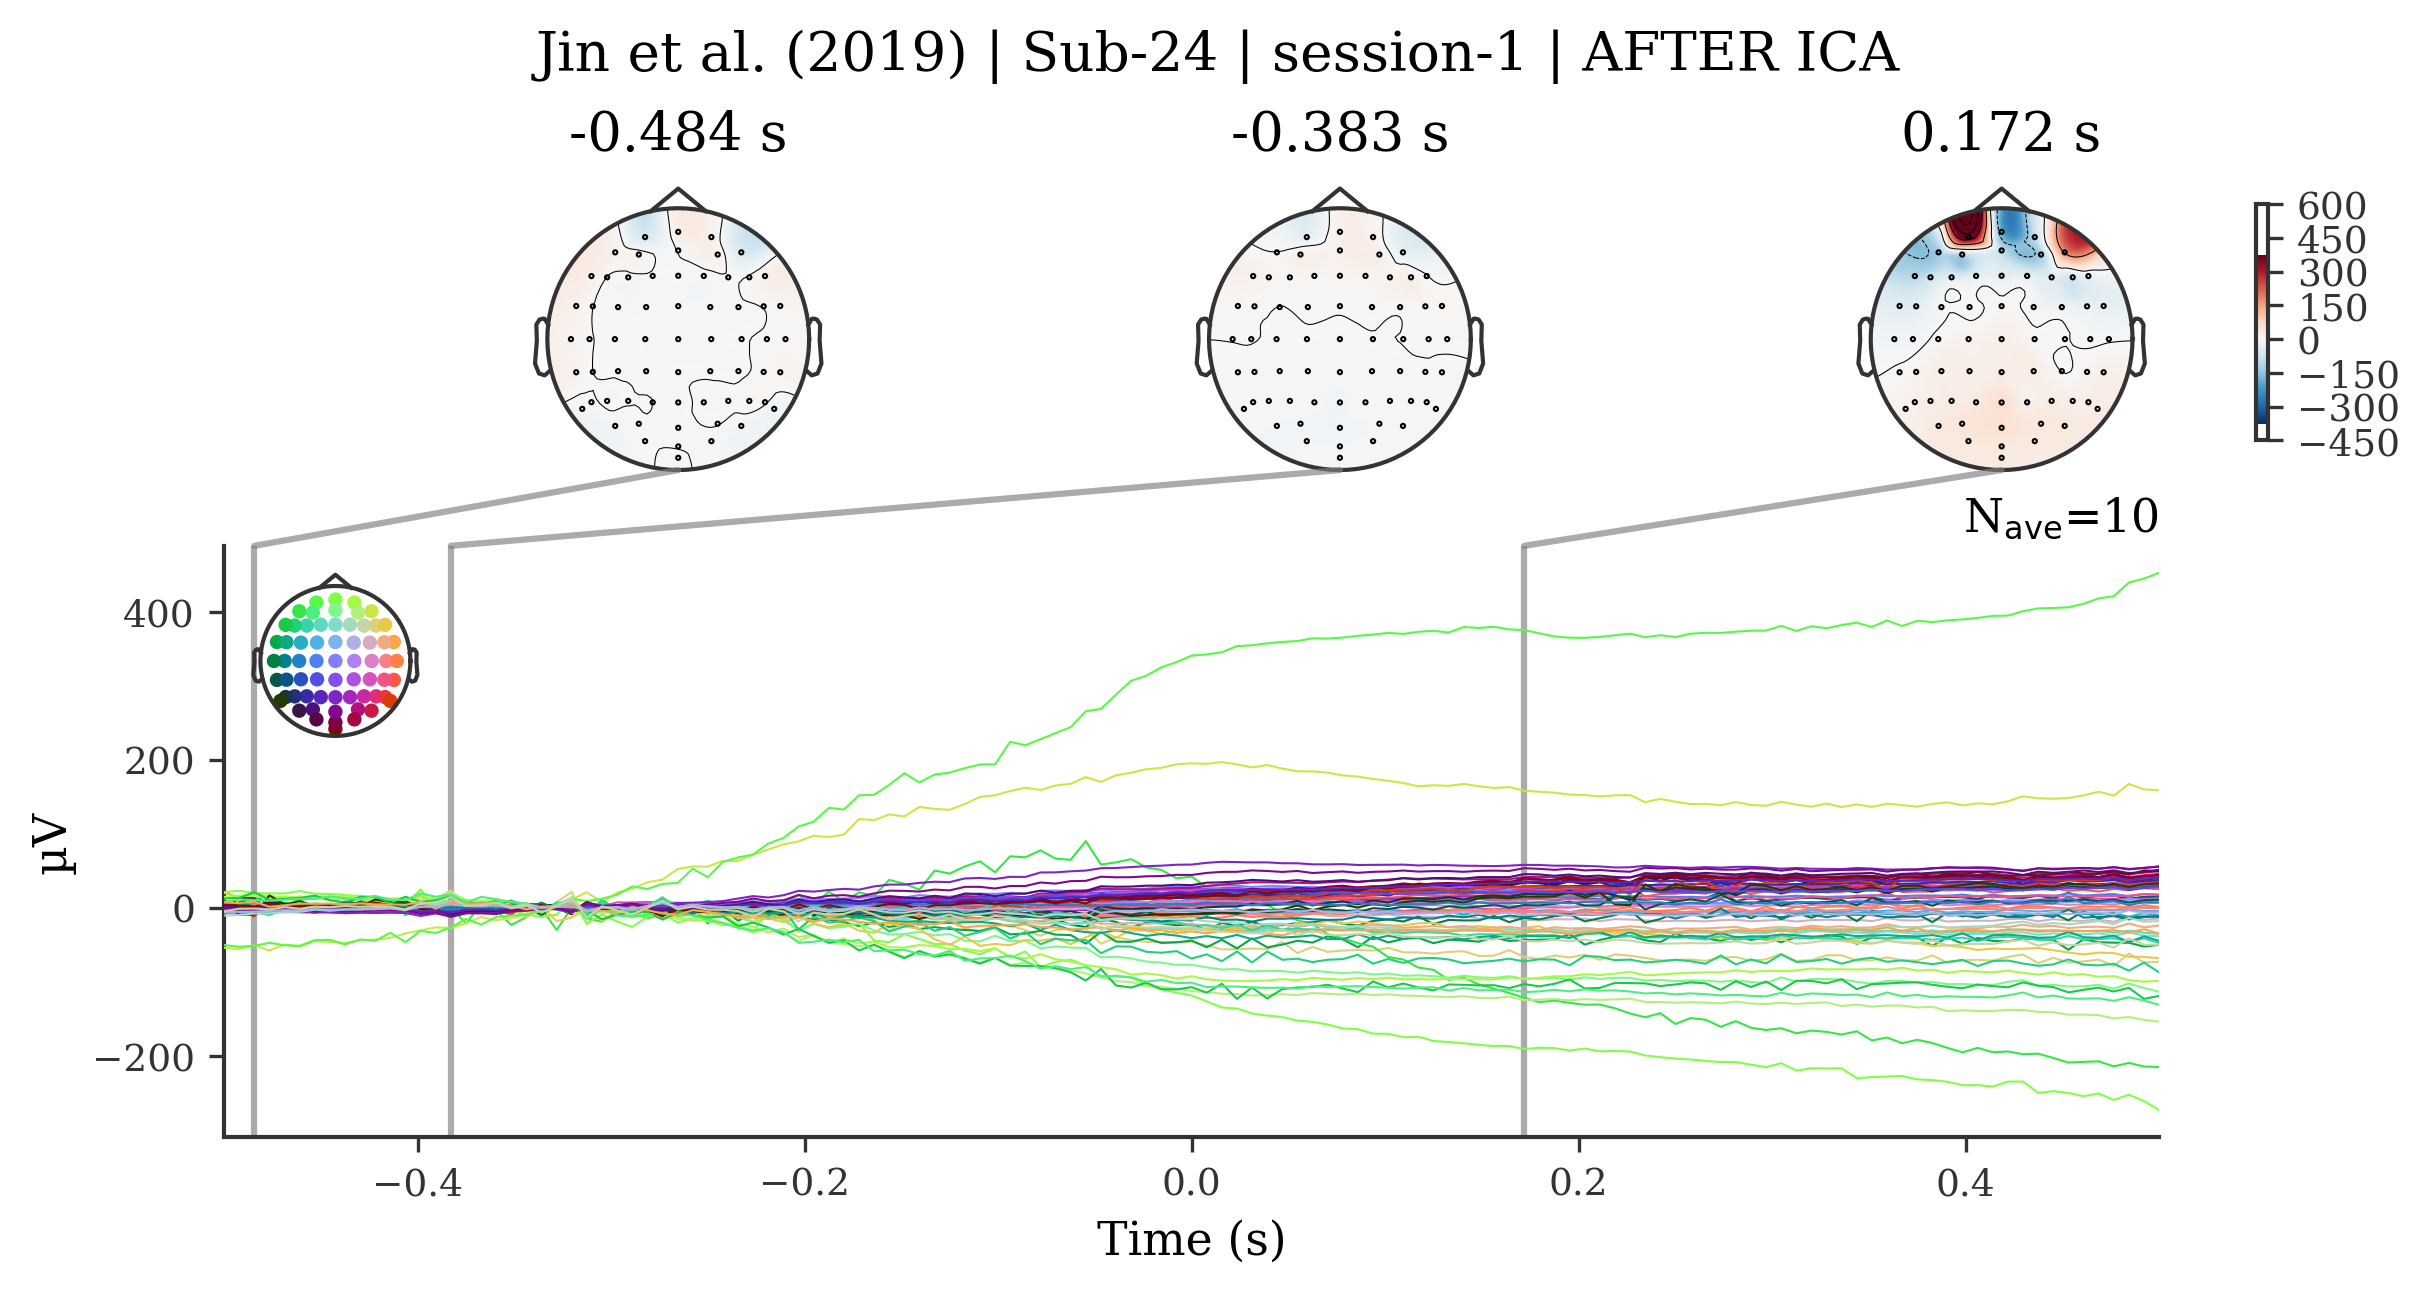 Jin et al. (2019) | Sub-24 | session-1 | AFTER ICA
-0.484 s
-0.383 s
0.172 s
600
450
300
150
0
−150
−300
−450
Nave=10
400
200
0
−200
µV
−0.4
−0.2
0.0
0.2
0.4
Time (s)